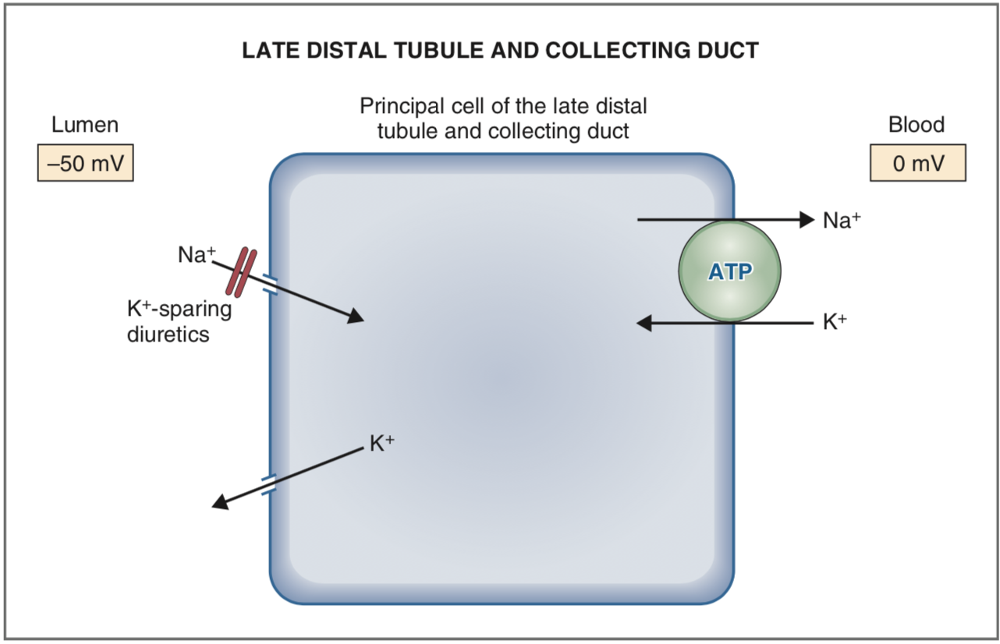 LATE DISTAL TUBULE AND COLLECTING DUCT
Principal cell of the late distal
tubule and collecting duct
Lumen
–50 mV
Blood
0 mV
Na⁺
ATP
K⁺
Na⁺
K⁺-sparing
diuretics
K⁺